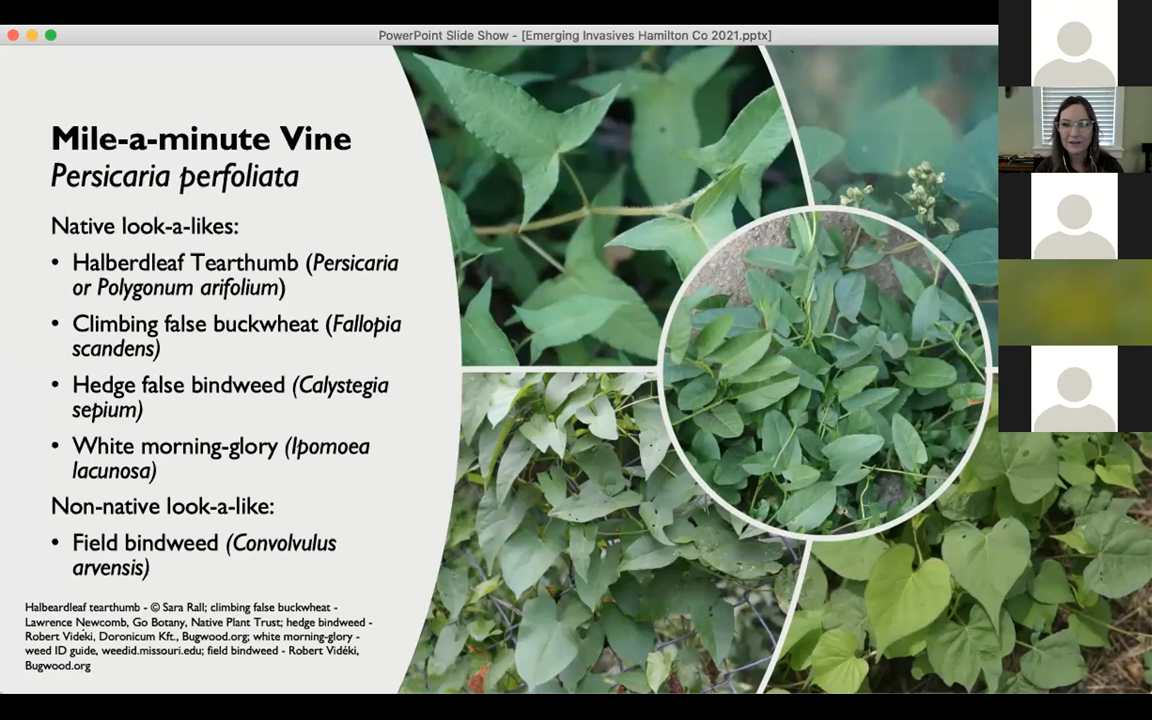 PowerPoint Slide Show - [Emerging Invasives Hamilton Co 2021.pptx]
Mile-a-minute Vine
Persicaria perfoliata
Native look-a-likes:
• Halberdleaf Tearthumb (Persicaria
or Polygonum arifolium)
• Climbing false buckwheat (Fallopia
scandens)
• Hedge false bindweed (Calystegia
sepium)
• White morning-glory (Ipomoea
lacunosa)
Non-native look-a-like:
• Field bindweed (Convolvulus
arvensis)
Halbeardleaf tearthumb - © Sara Rall; climbing false buckwheat -
Lawrence Newcomb, Go Botany, Native Plant Trust; hedge bindweed -
Robert Videki, Doronicum Kft., Bugwood.org; white morning-glory -
weed ID guide, weedid.missouri.edu; field bindweed - Robert Vidéki,
Bugwood.org